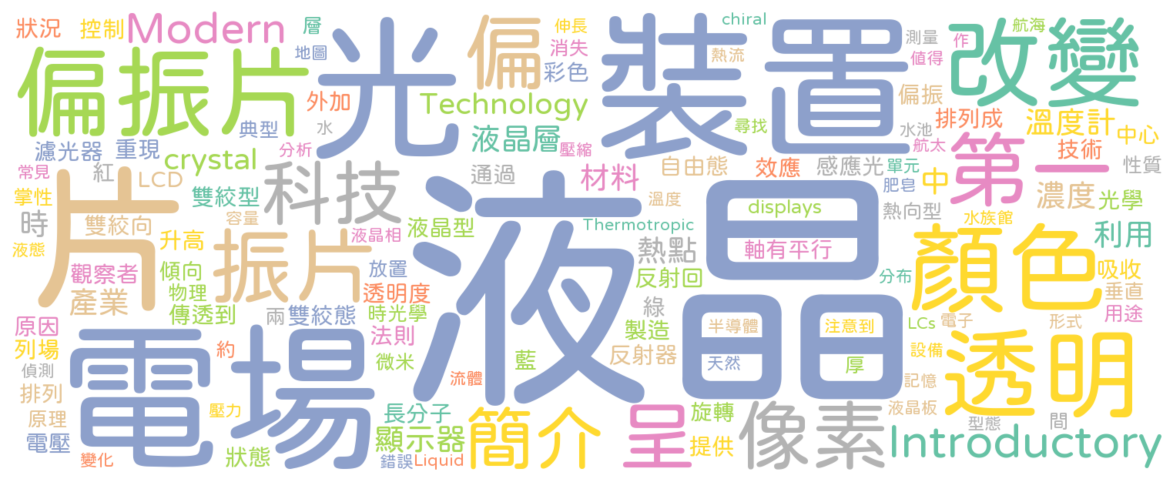 狀況
控制
Modern
層
地圖
光
偏
伸長
消失
彩色
chiral
熱流
裝置
測量
航海
值得
作
改變
偏振片
外加
典型
水
Technology
尋找
偏振
水池
航太
排列成
溫度計
中心
濾光器
重現
crystal
分析
液晶層
壓縮
自由態
效應
感應光
單元
第一
技術
性質
常見
紅
LCD
科技
通過
材料
肥皂
中
濃度
光學
掌性
片
雙絞型
溫度
displays
熱向型
時
雙絞向
容量
液晶型
液晶
Thermotropic
水族館
利用
液態
升高
振片
液晶相
熱點
軸有平行
顏色
觀察者
傾向
放置
反射回
分布
吸收
產業
物理
透明度
垂直
傳透到
兩
雙絞態
時光學
綠
半導體
注意到
LCs
電子
形式
用途
原因
電場
法則
製造
透明
列場
約
微米
藍
反射器
天然
厚
設備
偵測
流體
記憶
排列
長分子
簡介
呈
旋轉
像素
液晶板
原理
壓力
型態
間
電壓
顯示器
提供
Introductory
變化
狀態
錯誤
Liquid